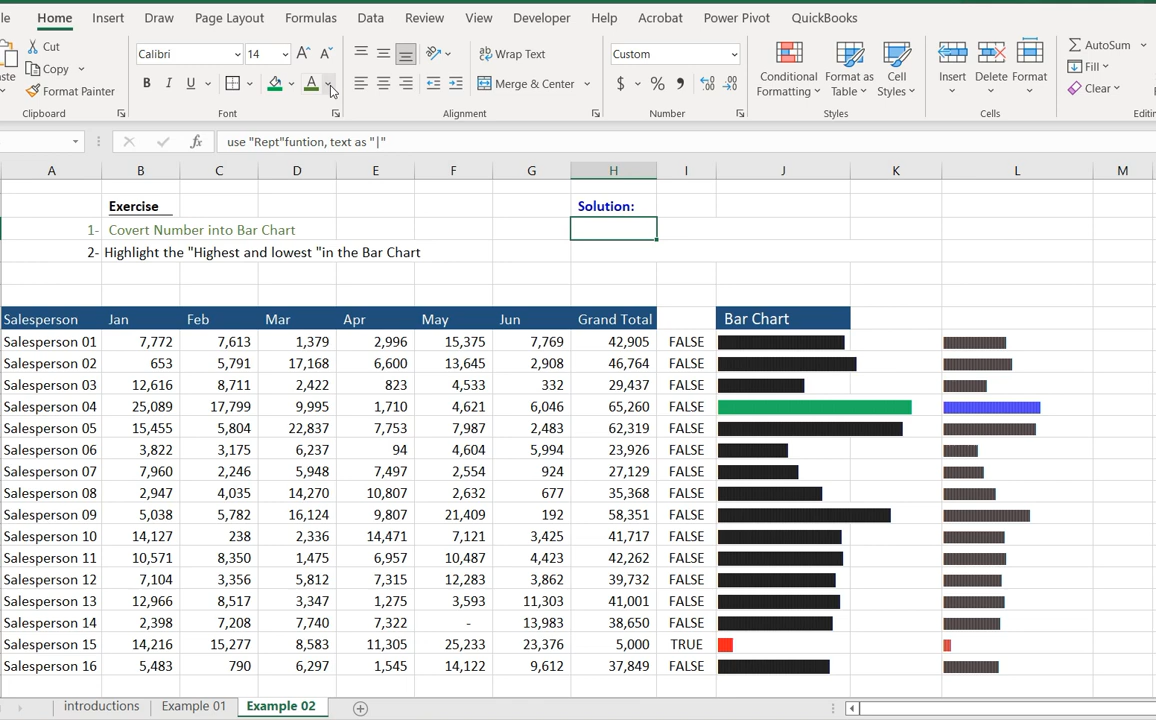 le Home Insert Draw Page Layout Formulas Data Review View Developer Help Acrobat Power Pivot QuickBooks
Cut
Copy
Format Painter
Clipboard
Calibri 14
B I U
Font
Wrap Text
Merge & Center
Alignment
Custom
$ % ,
Number
Conditional Formatting
Format as Table
Cell Styles
Styles
Insert Delete Format
Cells
AutoSum
Fill
Clear
fx use "Rept"funtion, text as "|"
A B C D E F G H I J K L M
Exercise Solution:
1- Covert Number into Bar Chart
2- Highlight the "Highest and lowest "in the Bar Chart
Salesperson Jan Feb Mar Apr May Jun Grand Total Bar Chart
Salesperson 01 7,772 7,613 1,379 2,996 15,375 7,769 42,905 FALSE
Salesperson 02 653 5,791 17,168 6,600 13,645 2,908 46,764 FALSE
Salesperson 03 12,616 8,711 2,422 823 4,533 332 29,437 FALSE
Salesperson 04 25,089 17,799 9,995 1,710 4,621 6,046 65,260 FALSE
Salesperson 05 15,455 5,804 22,837 7,753 7,987 2,483 62,319 FALSE
Salesperson 06 3,822 3,175 6,237 94 4,604 5,994 23,926 FALSE
Salesperson 07 7,960 2,246 5,948 7,497 2,554 924 27,129 FALSE
Salesperson 08 2,947 4,035 14,270 10,807 2,632 677 35,368 FALSE
Salesperson 09 5,038 5,782 16,124 9,807 21,409 192 58,351 FALSE
Salesperson 10 14,127 238 2,336 14,471 7,121 3,425 41,717 FALSE
Salesperson 11 10,571 8,350 1,475 6,957 10,487 4,423 42,262 FALSE
Salesperson 12 7,104 3,356 5,812 7,315 12,283 3,862 39,732 FALSE
Salesperson 13 12,966 8,517 3,347 1,275 3,593 11,303 41,001 FALSE
Salesperson 14 2,398 7,208 7,740 7,322 - 13,983 38,650 FALSE
Salesperson 15 14,216 15,277 8,583 11,305 25,233 23,376 5,000 TRUE
Salesperson 16 5,483 790 6,297 1,545 14,122 9,612 37,849 FALSE
introductions Example 01 Example 02